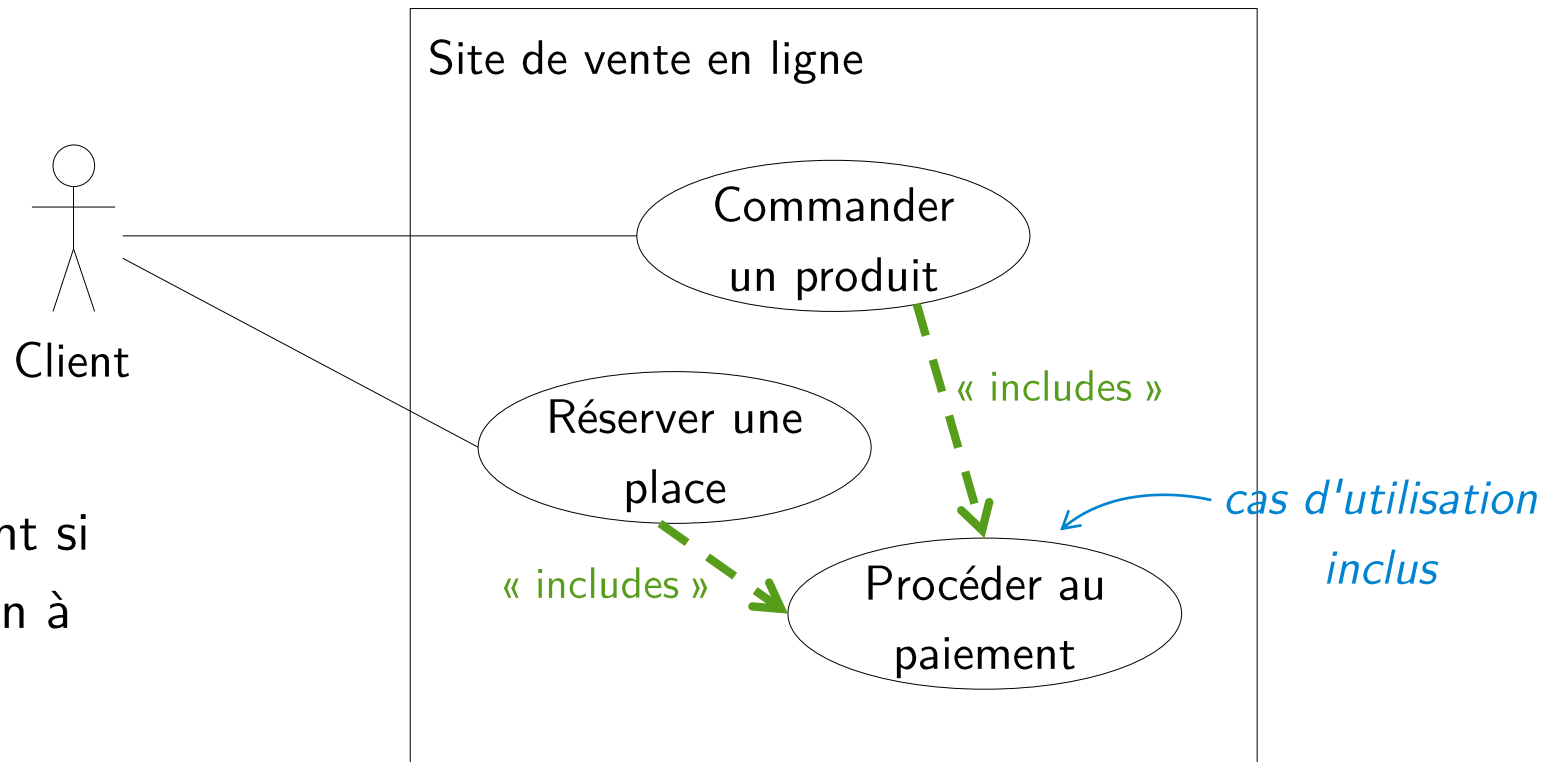 Site de vente en ligne
Commander
un produit
Client
« includes »
Réserver une
place
cas d'utilisation
inclus
nt si
« includes »
Procéder au
n à
paiement